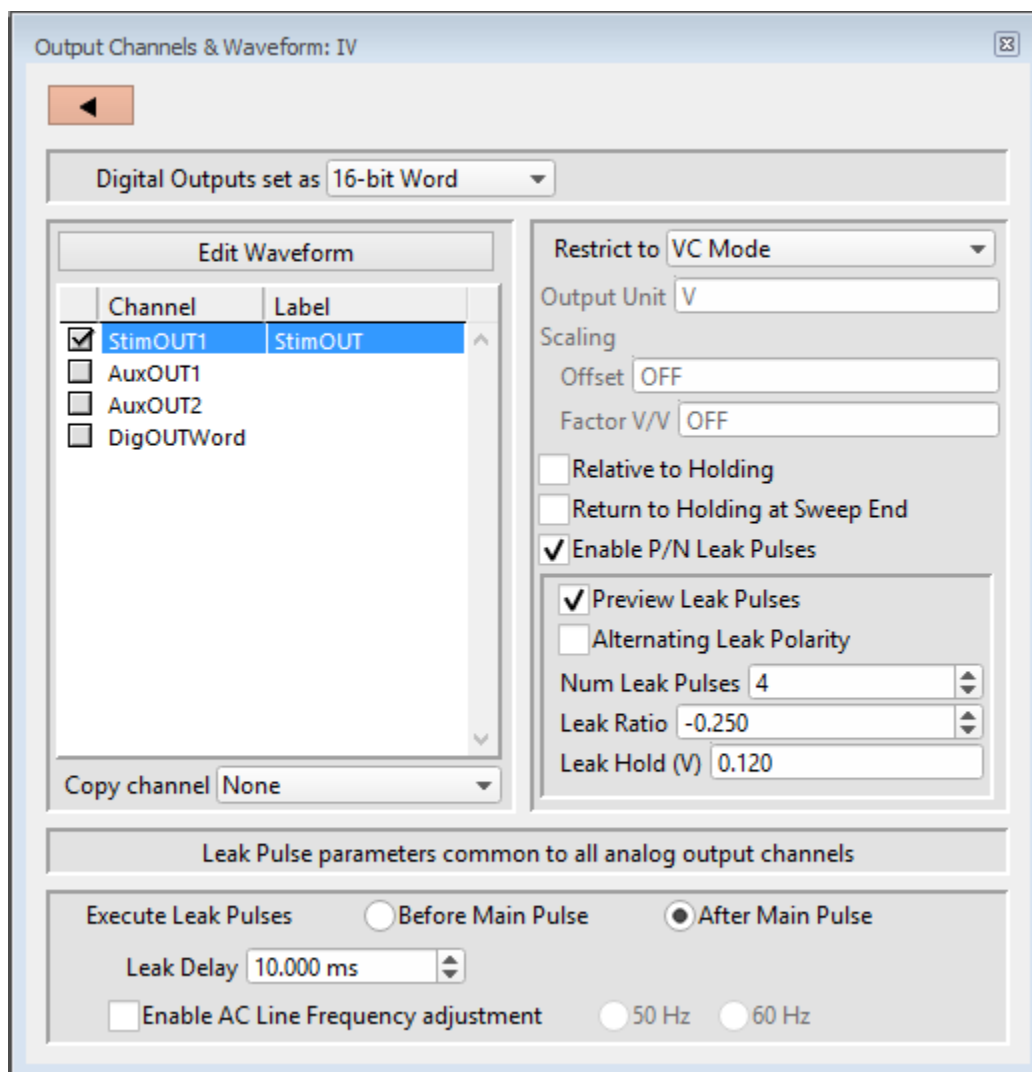 Output Channels & Waveform: IV
Digital Outputs set as 16-bit Word
Edit Waveform
Channel Label
StimOUT1 StimOUT
AuxOUT1
AuxOUT2
DigOUTWord
Copy channel None
Restrict to VC Mode
Output Unit V
Scaling
Offset OFF
Factor V/V OFF
Relative to Holding
Return to Holding at Sweep End
Enable P/N Leak Pulses
Preview Leak Pulses
Alternating Leak Polarity
Num Leak Pulses 4
Leak Ratio -0.250
Leak Hold (V) 0.120
Leak Pulse parameters common to all analog output channels
Execute Leak Pulses Before Main Pulse After Main Pulse
Leak Delay 10.000 ms
Enable AC Line Frequency adjustment 50 Hz 60 Hz